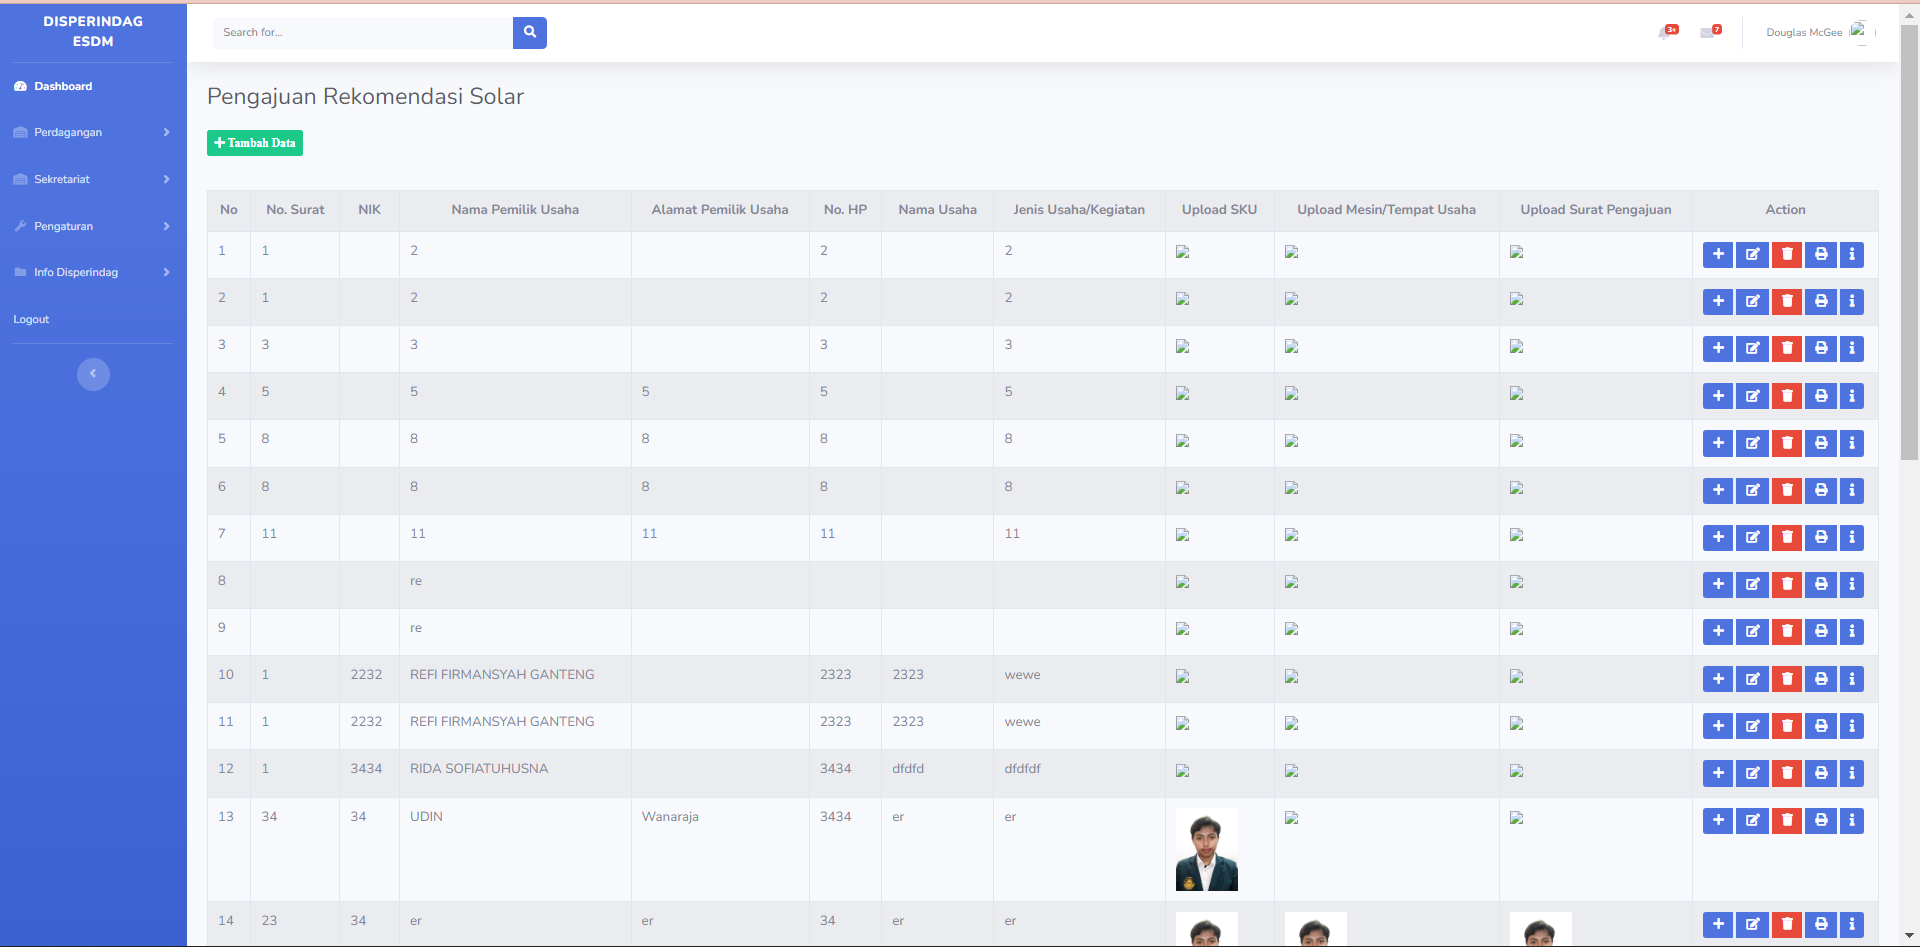 DISPERINDAG
ESDM
Search for...
3+
7
Douglas McGee
Dashboard
Perdagangan
Sekretariat
Pengaturan
Info Disperindag
Logout
Pengajuan Rekomendasi Solar
Tambah Data
No No. Surat NIK Nama Pemilik Usaha Alamat Pemilik Usaha No. HP Nama Usaha Jenis Usaha/Kegiatan Upload SKU Upload Mesin/Tempat Usaha Upload Surat Pengajuan Action
1 1 2 2 2
2 1 2 2 2
3 3 3 3 3
4 5 5 5 5 5
5 8 8 8 8 8
6 8 8 8 8 8
7 11 11 11 11 11
8 re
9 re
10 1 2232 REFI FIRMANSYAH GANTENG 2323 2323 wewe
11 1 2232 REFI FIRMANSYAH GANTENG 2323 2323 wewe
12 1 3434 RIDA SOFIATUHUSNA 3434 dfdfd dfdfdf
13 34 34 UDIN Wanaraja 3434 er er
14 23 34 er er 34 er er